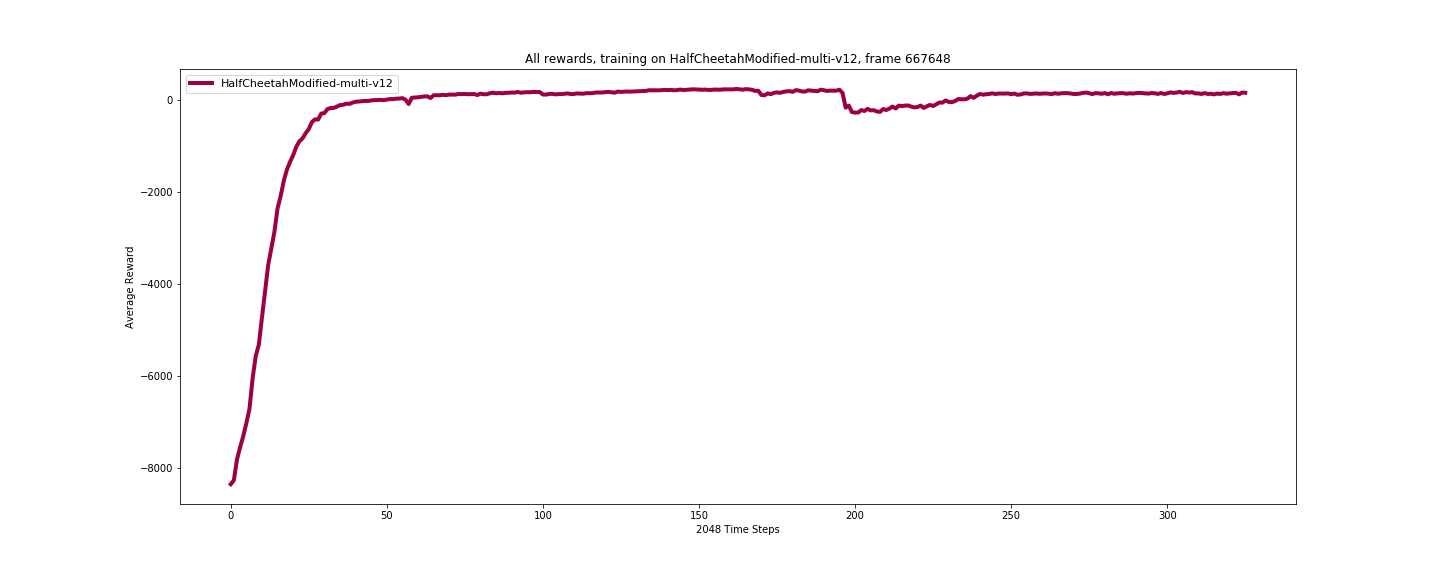 All rewards, training on HalfCheetahModified-multi-v12, frame 667648
HalfCheetahModified-multi-v12
0
−2000
−4000
−6000
−8000
Average Reward
0 50 100 150 200 250 300
2048 Time Steps